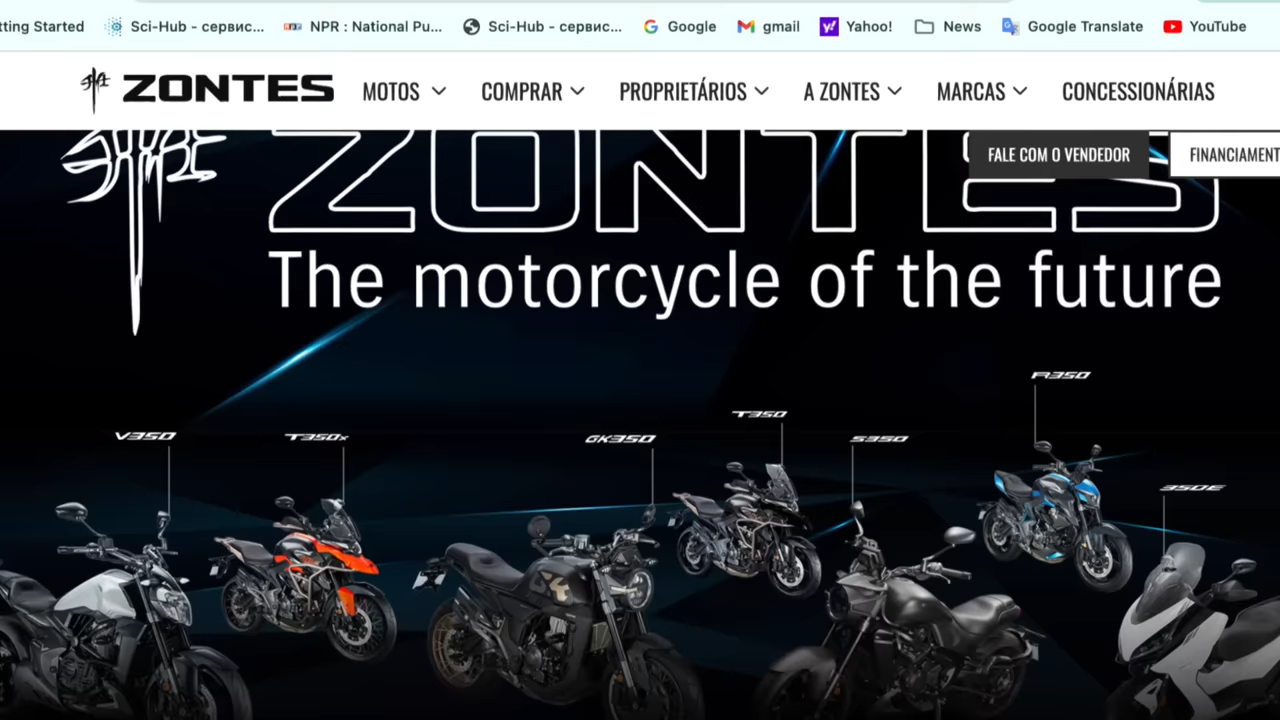 tting Started Sci-Hub - сервис... NPR : National Pu... Sci-Hub - сервис... Google gmail Yahoo! News Google Translate YouTube
ZONTES MOTOS COMPRAR PROPRIETÁRIOS A ZONTES MARCAS CONCESSIONÁRIAS
FALE COM O VENDEDOR FINANCIAMENT
ZONTES
The motorcycle of the future
R350
T350
V350 T350x GK350 S350
350E